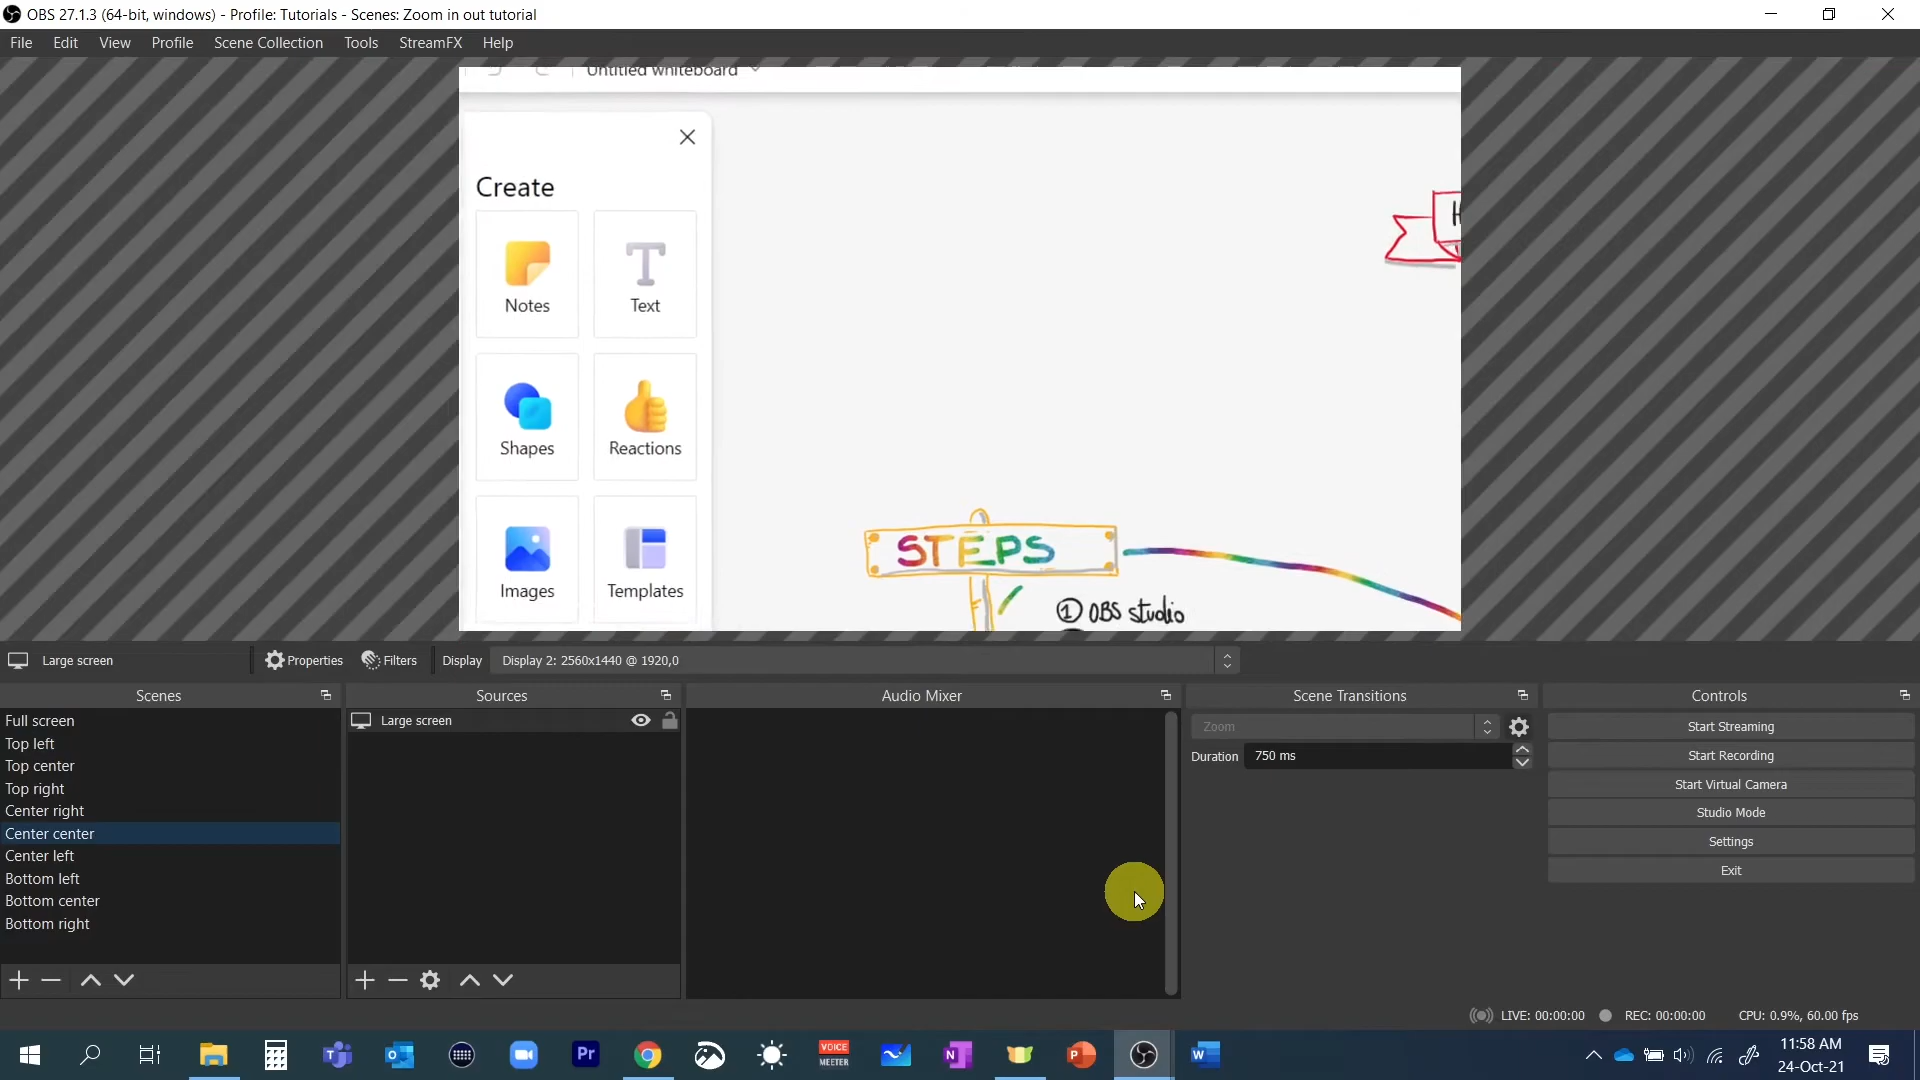 OBS 27.1.3 (64-bit, windows) - Profile: Tutorials - Scenes: Zoom in out tutorial
File Edit View Profile Scene Collection Tools StreamFX Help
Untitled whiteboard
Create
Notes Text
H
Shapes Reactions
STEPS
Images Templates
① OBS studio
Large screen Properties Filters Display Display 2: 2560x1440 @ 1920,0
Scenes Sources Audio Mixer Scene Transitions Controls
Full screen
Top left
Top center
Top right
Center right
Center center
Center left
Bottom left
Bottom center
Bottom right
Large screen
Zoom
Duration 750 ms
Start Streaming
Start Recording
Start Virtual Camera
Studio Mode
Settings
Exit
LIVE: 00:00:00 REC: 00:00:00 CPU: 0.9%, 60.00 fps
Pr
VOICE
MEETER
N
P
W
11:58 AM
24-Oct-21